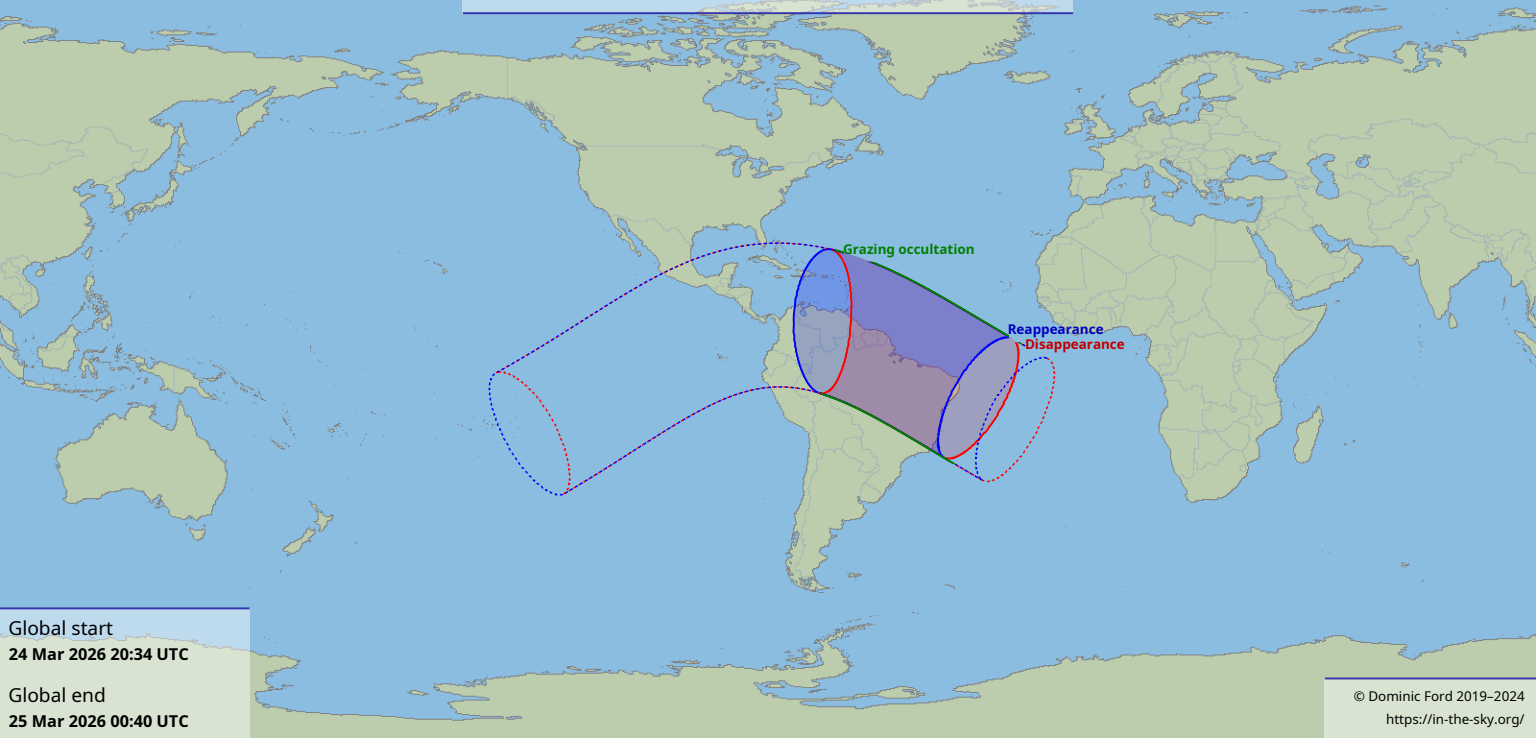 Grazing occultation
Reappearance
Disappearance
Global start
24 Mar 2026 20:34 UTC
Global end
25 Mar 2026 00:40 UTC
© Dominic Ford 2019–2024
https://in-the-sky.org/